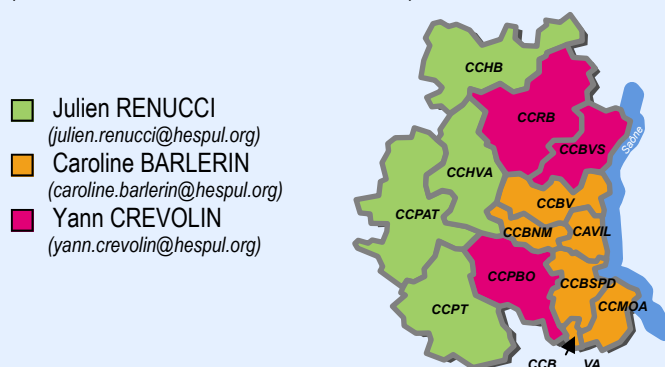 Julien RENUCCI
(julien.renucci@hespul.org)
Caroline BARLERIN
(caroline.barlerin@hespul.org)
Yann CREVOLIN
(yann.crevolin@hespul.org)
CCHB
CCRB
CCBVS
Saône
CCHVA
CCBV
CCPAT
CCBNM
CAVIL
CCPBO
CCBSPD
CCPT
CCMOA
CCB VA